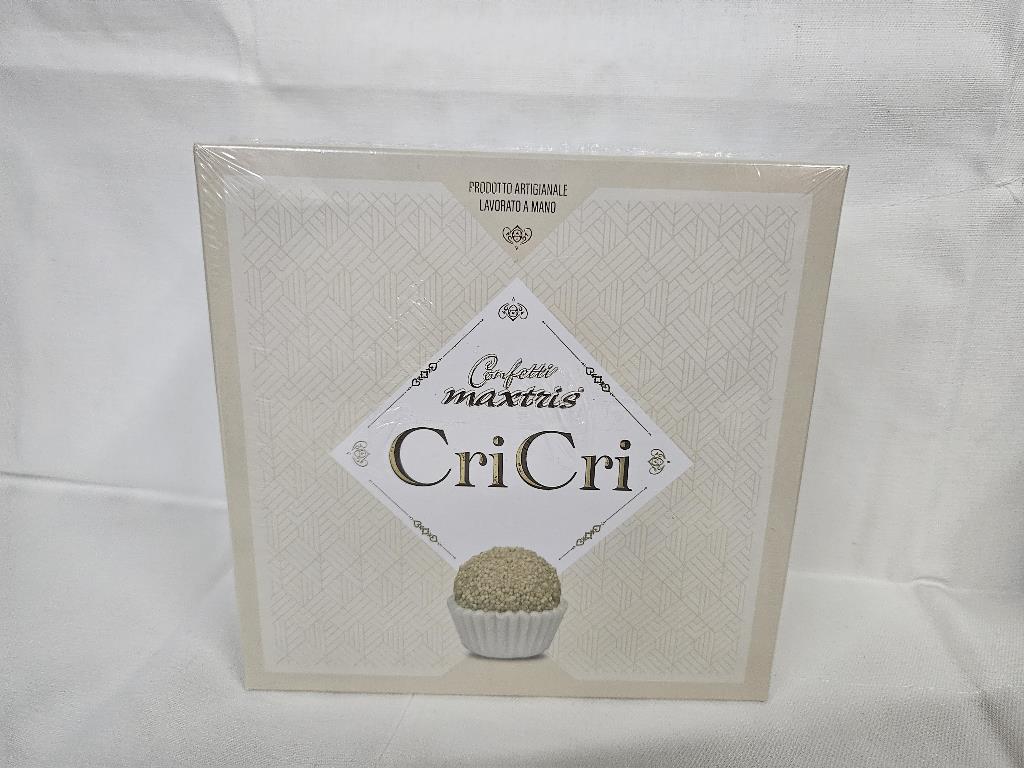 PRODOTTO ARTIGIANALE
LAVORATO A MANO
Confetti
maxtris
CriCri